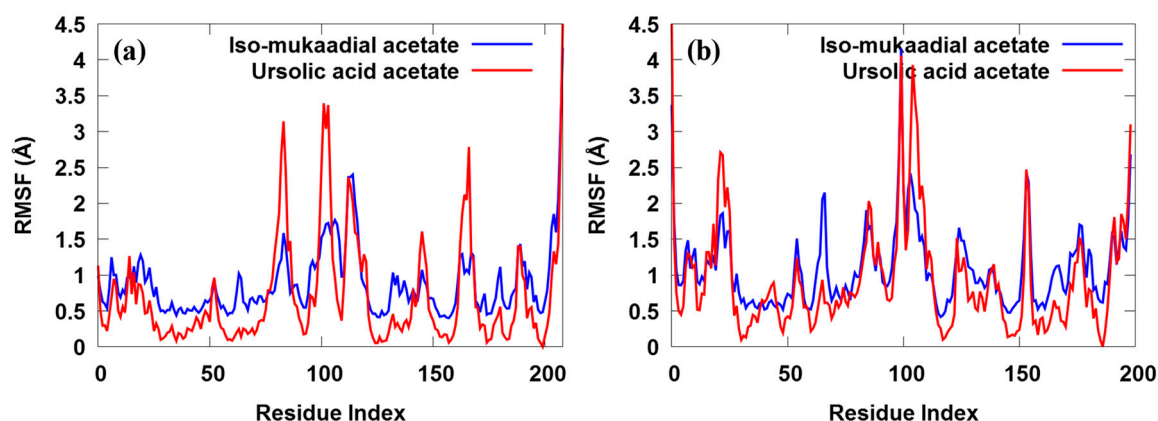 (a)
Iso-mukaadial acetate
Ursolic acid acetate
4.5
4
3.5
3
2.5
2
1.5
1
0.5
0
RMSF (Å)
0 50 100 150 200
Residue Index
(b)
Iso-mukaadial acetate
Ursolic acid acetate
4.5
4
3.5
3
2.5
2
1.5
1
0.5
0
RMSF (Å)
0 50 100 150 200
Residue Index